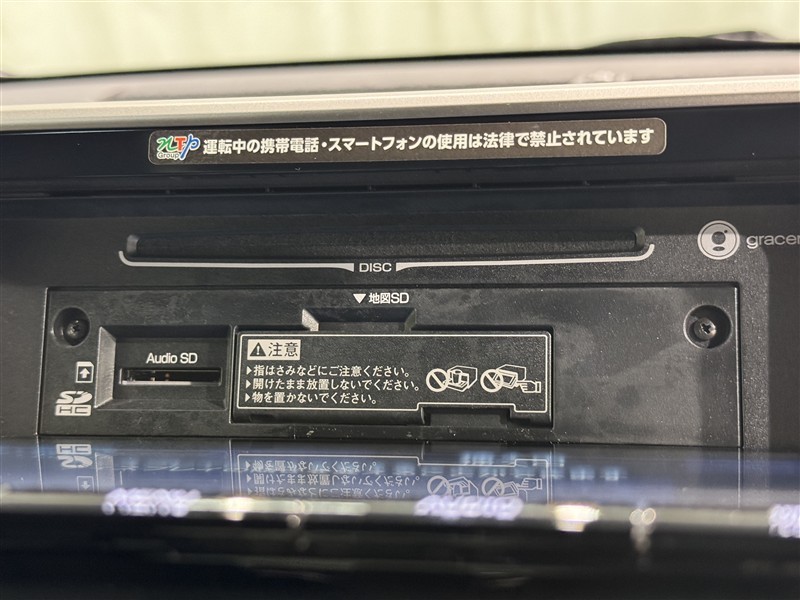 NTP Group 運転中の携帯電話・スマートフォンの使用は法律で禁止されています
DISC
gracen
▼地図SD
Audio SD
⚠注意
▶指はさみなどにご注意ください。
▶開けたまま放置しないでください。
▶物を置かないでください。
SD
HC